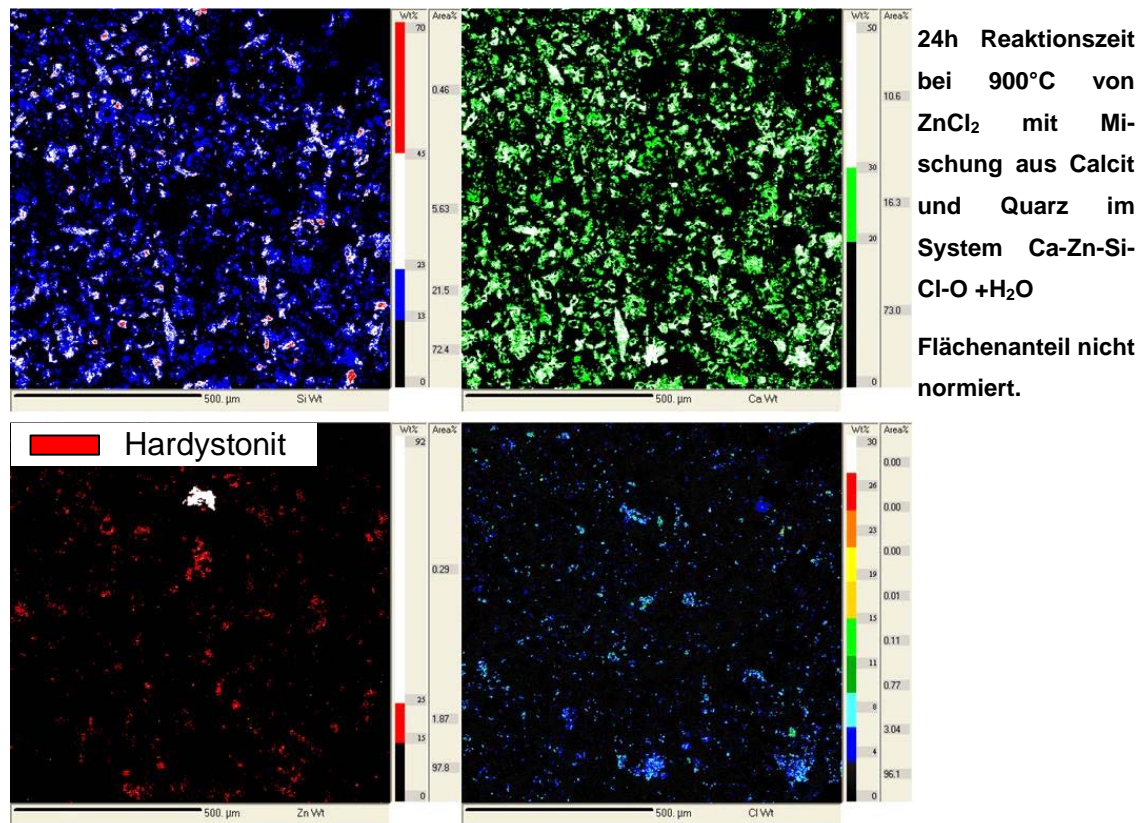 Wt% Area%
70
0.46
45
5.63
23
21.5
13
72.4
0
500. µm Si Wt
Wt% Area%
50
10.6
30
16.3
20
73.0
0
500. µm Ca Wt
24h Reaktionszeit
bei 900°C von
ZnCl₂ mit Mi-
schung aus Calcit
und Quarz im
System Ca-Zn-Si-
Cl-O +H₂O
Flächenanteil nicht
normiert.
Hardystonit
Wt% Area%
92
0.29
25
1.87
15
97.8
0
500. µm Zn Wt
Wt% Area%
30
0.00
26
0.00
23
0.00
19
0.01
15
0.11
11
0.77
8
3.04
4
96.1
0
500. µm Cl Wt